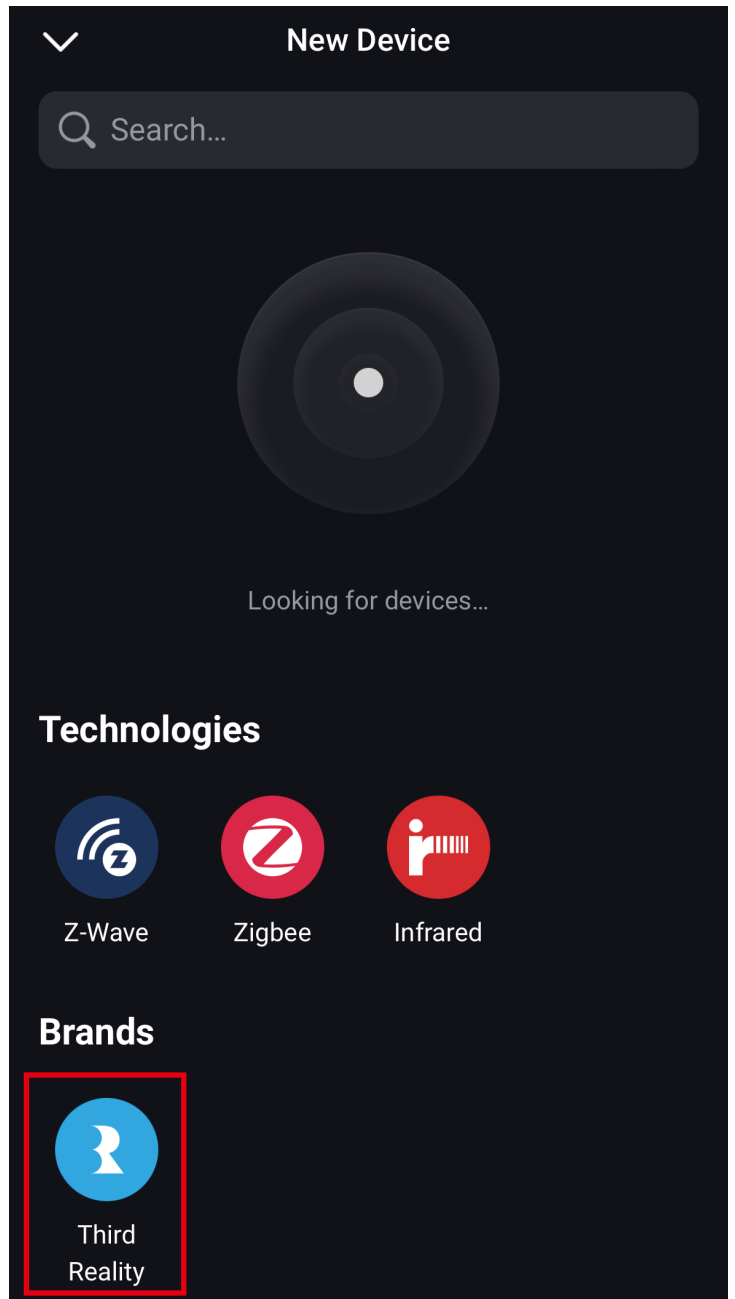 New Device
Search...
Looking for devices...
Technologies
Z-Wave
Zigbee
Infrared
Brands
Third
Reality